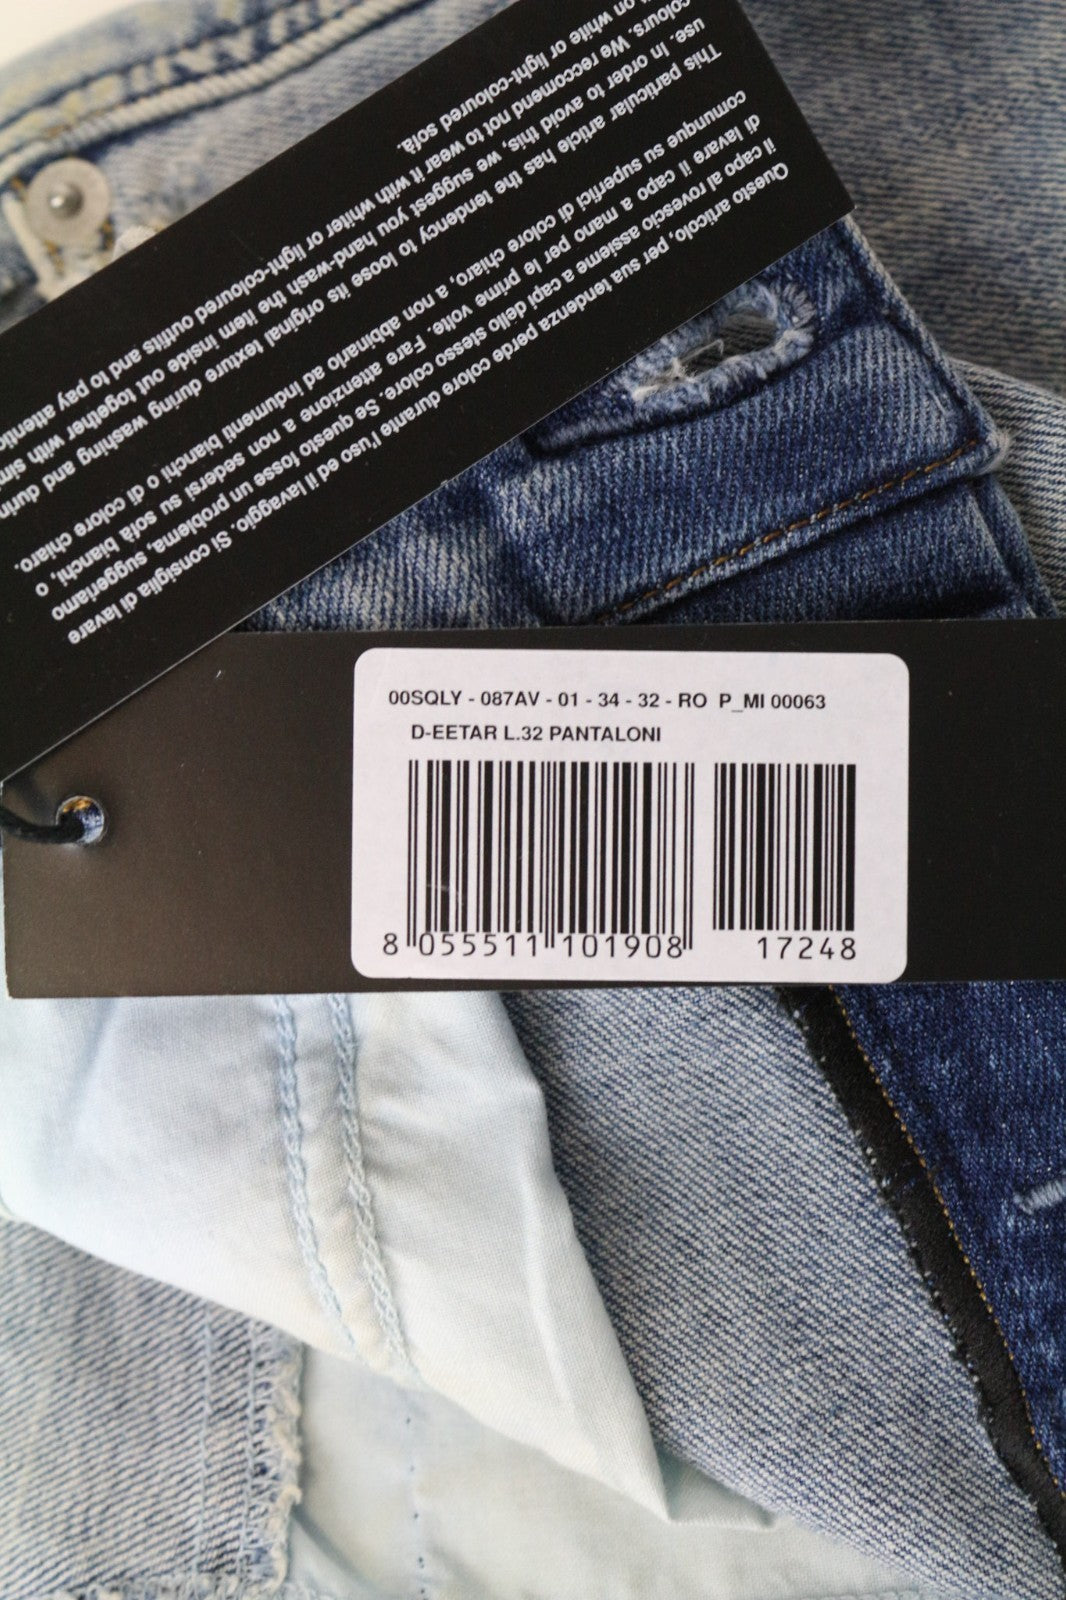 Questo articolo, per sua tendenza perde colore durante l'uso ed il lavaggio. Si consiglia di lavare
il capo al rovescio assieme a capi dello stesso colore. Se questo fosse un problema, suggeriamo
di lavare il capo a mano per le prime volte. Fare attenzione a non sedersi su sofà bianchi, o
comunque su superfici di colore chiaro, a non abbinarlo ad indumenti bianchi o di colore chiaro.
This particular article has the tendency to loose its original texture during washing and durin
use. In order to avoid this, we suggest you hand-wash the item inside out together with sim
colours. We reccomend not to wear it with whiter or light-coloured outfits and to pay attentio
on white or light-coloured sofà.
00SQLY - 087AV - 01 - 34 - 32 - RO P_MI 00063
D-EETAR L.32 PANTALONI
8 055511 101908 17248